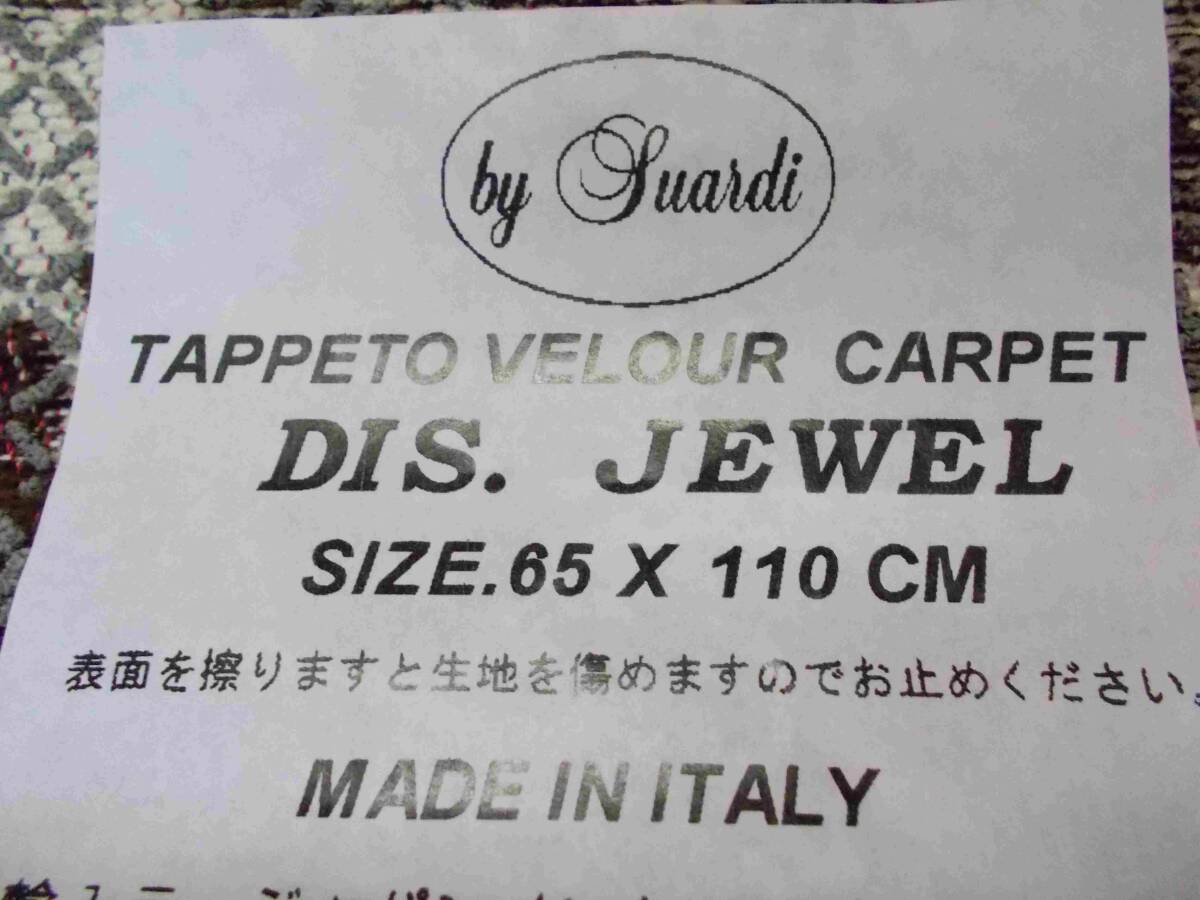 by Suardi
TAPPETO VELOUR CARPET
DIS. JEWEL
SIZE.65 X 110 CM
表面を擦りますと生地を傷めますのでお止めください。
MADE IN ITALY